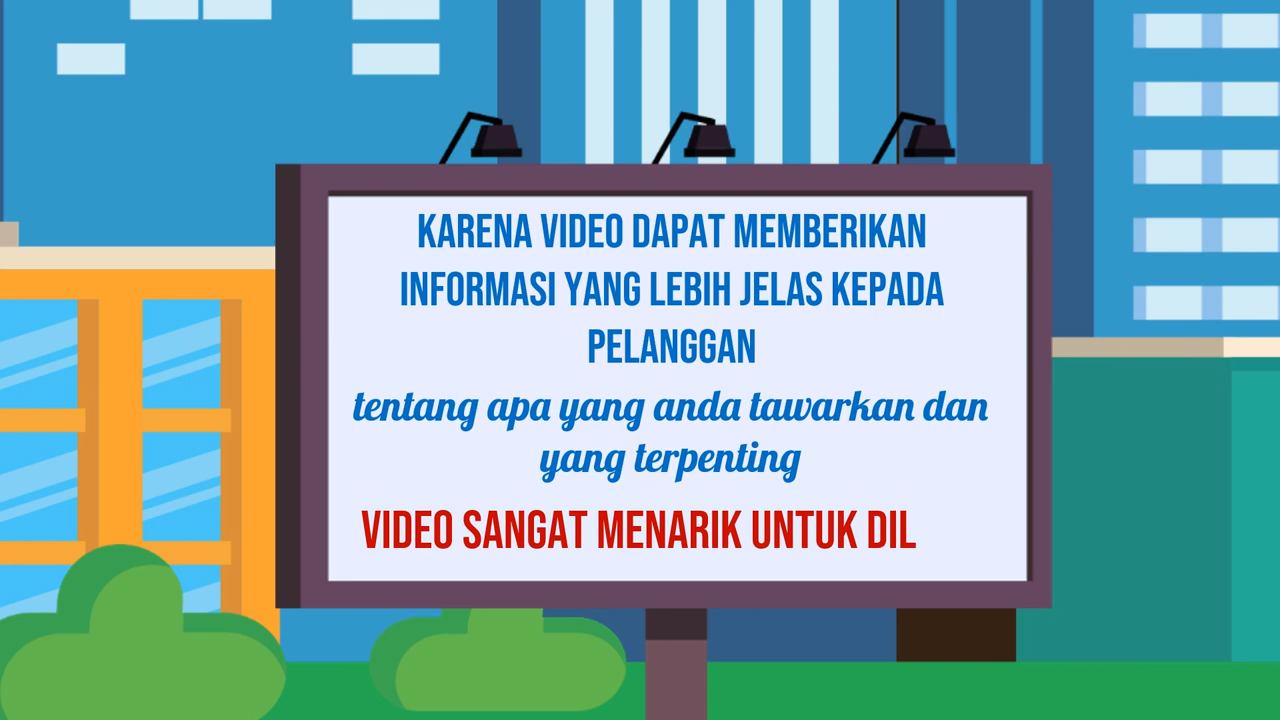 KARENA VIDEO DAPAT MEMBERIKAN
INFORMASI YANG LEBIH JELAS KEPADA
PELANGGAN
tentang apa yang anda tawarkan dan
yang terpenting
VIDEO SANGAT MENARIK UNTUK DIL